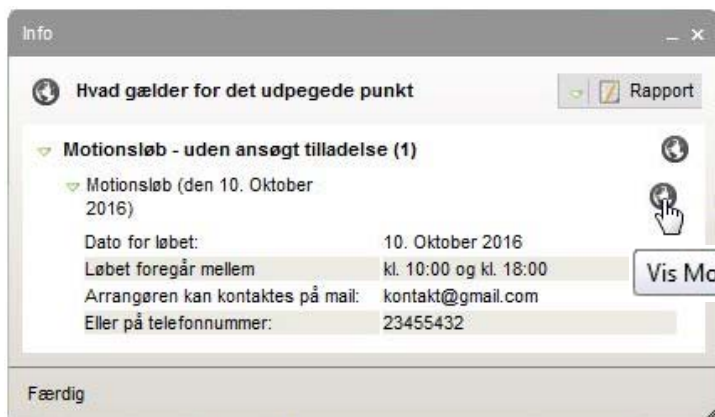 Info
Hvad gælder for det udpegede punkt
Rapport
Motionsløb - uden ansøgt tilladelse (1)
Motionsløb (den 10. Oktober
2016)
Dato for løbet: 10. Oktober 2016
Løbet foregår mellem kl. 10:00 og kl. 18:00
Vis Mo
Arrangøren kan kontaktes på mail: kontakt@gmail.com
Eller på telefonnummer: 23455432
Færdig